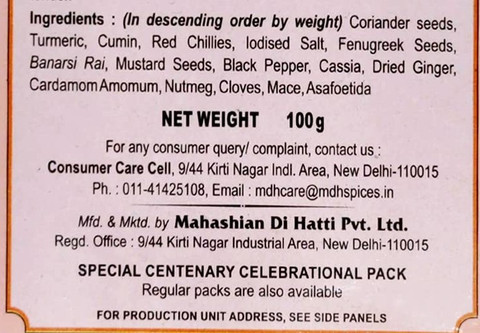 Ingredients : (In descending order by weight) Coriander seeds,
Turmeric, Cumin, Red Chillies, Iodised Salt, Fenugreek Seeds,
Banarsi Rai, Mustard Seeds, Black Pepper, Cassia, Dried Ginger,
Cardamom Amomum, Nutmeg, Cloves, Mace, Asafoetida
NET WEIGHT 100g
For any consumer query/ complaint, contact us :
Consumer Care Cell, 9/44 Kirti Nagar Indl. Area, New Delhi-110015
Ph. : 011-41425108, Email : mdhcare@mdhspices.in
Mfd. & Mktd. by Mahashian Di Hatti Pvt. Ltd.
Regd. Office : 9/44 Kirti Nagar Industrial Area, New Delhi-110015
SPECIAL CENTENARY CELEBRATIONAL PACK
Regular packs are also available
FOR PRODUCTION UNIT ADDRESS, SEE SIDE PANELS